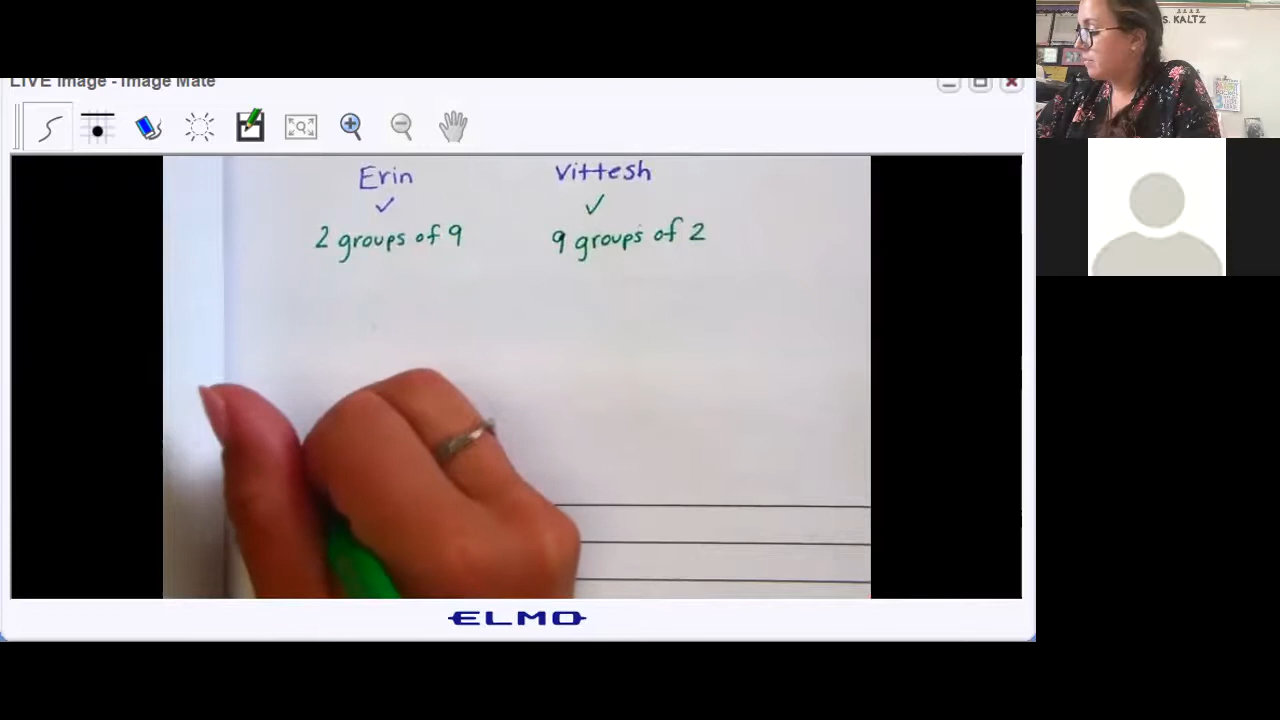 S. KALTZ
LIVE Image - Image Mate
Erin Vittesh
✓ ✓
2 groups of 9 9 groups of 2
ELMO